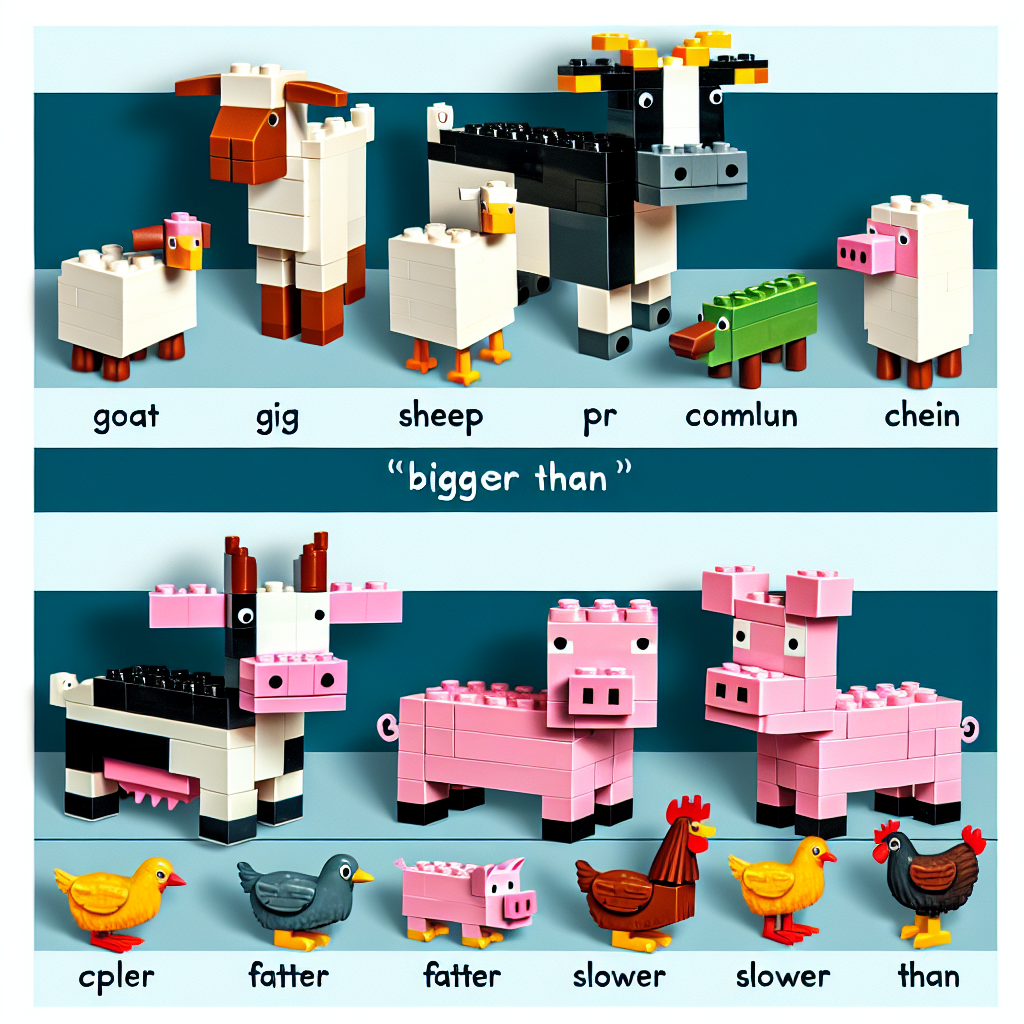 goat gig sheep pr comlun chein
“bigger than”
cpler fatter fatter slower slower than